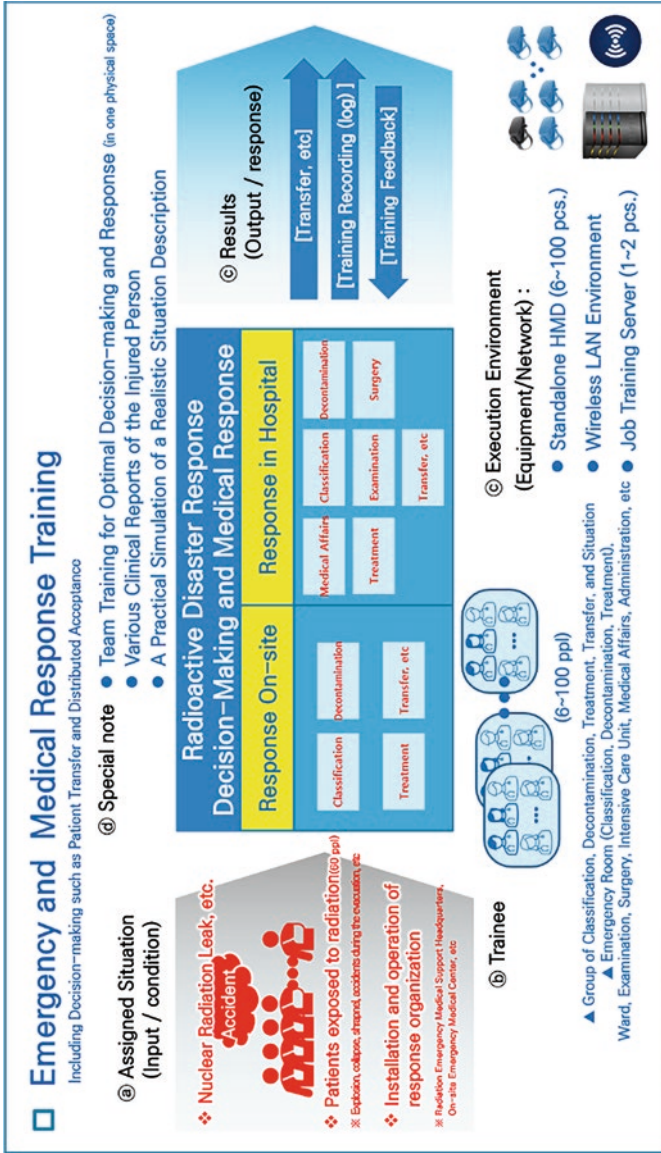 □ Emergency and Medical Response Training
Including Decision-making such as Patient Transfer and Distributed Acceptance
ⓓ Special note
● Team Training for Optimal Decision-making and Response (in one physical space)
● Various Clinical Reports of the Injured Person
● A Practical Simulation of a Realistic Situation Description
ⓐ Assigned Situation
(Input / condition)
❖ Nuclear Radiation Leak, etc.
Accident
❖ Patients exposed to radiation(60 ppl)
※ Explosion, collapse, shrapnel, accidents during the evacuation, etc
❖ Installation and operation of
response organization
※ Radiation Emergency Medical Support Headquarters,
On-site Emergency Medical Center, etc
Radioactive Disaster Response
Decision-Making and Medical Response
Response On-site
Classification
Decontamination
Treatment
Transfer, etc
Response in Hospital
Medical Affairs
Classification
Decontamination
Treatment
Examination
Surgery
Transfer, etc
ⓒ Results
(Output / response)
[Transfer, etc]
[Training Recording (log) ]
[Training Feedback]
ⓑ Trainee
(6~100 ppl)
▲ Group of Classification, Decontamination, Treatment, Transfer, and Situation
▲ Emergency Room (Classification, Decontamination, Treatment),
Ward, Examination, Surgery, Intensive Care Unit, Medical Affairs, Administration, etc
ⓒ Execution Environment
(Equipment/Network) :
● Standalone HMD (6~100 pcs.)
● Wireless LAN Environment
● Job Training Server (1~2 pcs.)